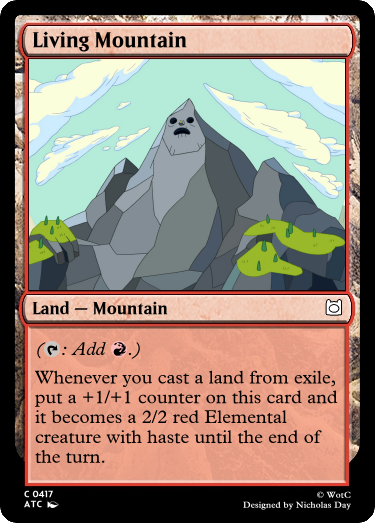 Living Mountain
Land — Mountain
(: Add .)
Whenever you cast a land from exile,
put a +1/+1 counter on this card and
it becomes a 2/2 red Elemental
creature with haste until the end of
the turn.
C 0417
ATC
© WotC
Designed by Nicholas Day